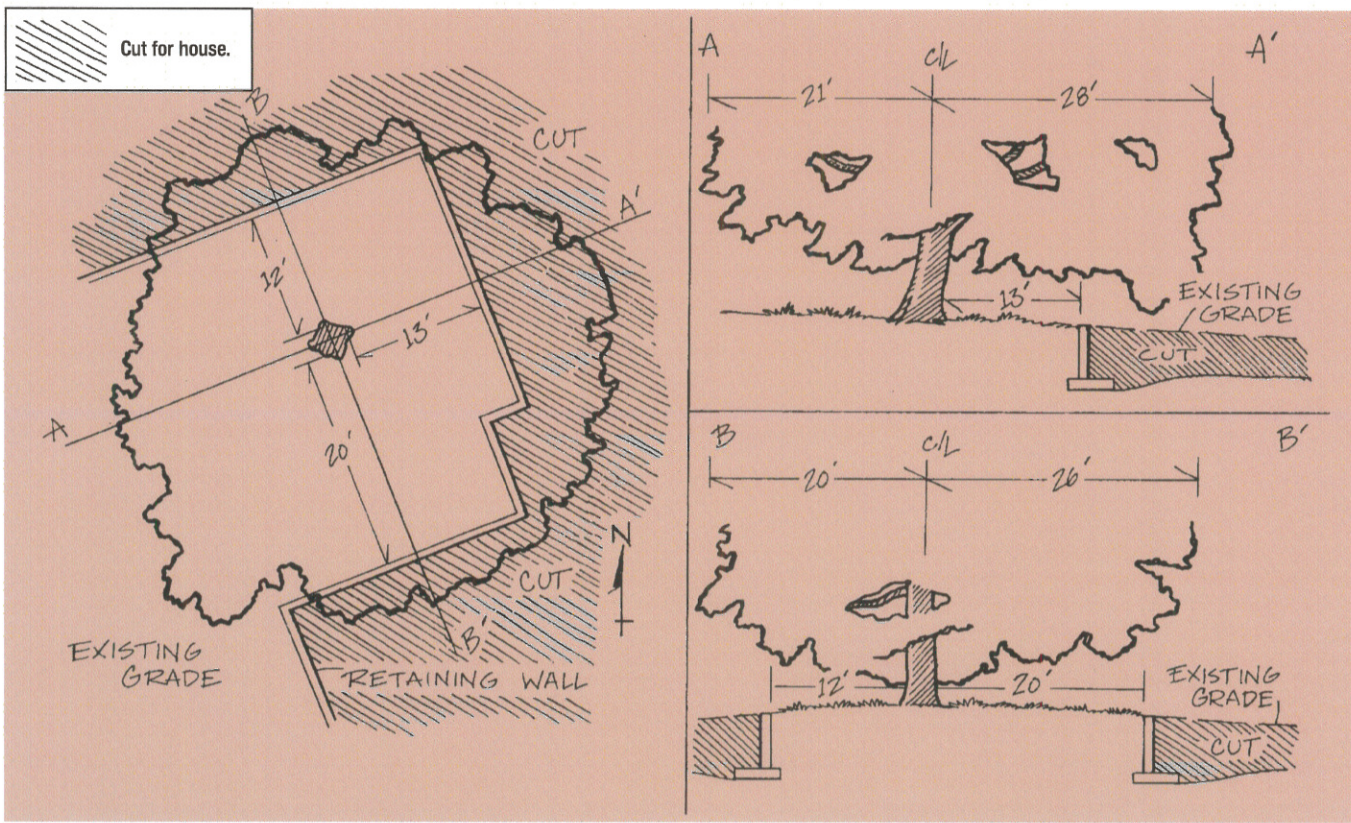 Cut for house.
B
CUT
A'
12'
13'
A
20'
N
CUT
B'
EXISTING
GRADE
RETAINING WALL
A
C/L
A'
21'
28'
13'
EXISTING
GRADE
CUT
B
C/L
B'
20'
26'
12'
20'
EXISTING
GRADE
CUT